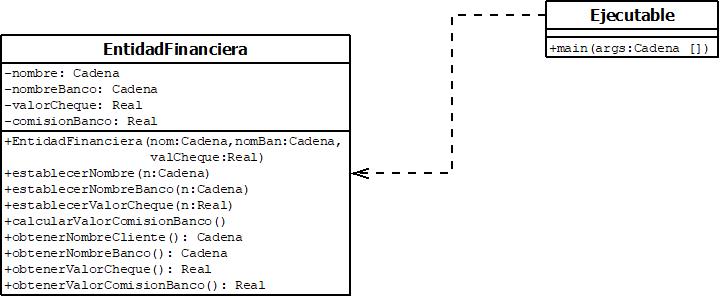 EntidadFinanciera
-nombre: Cadena
-nombreBanco: Cadena
-valorCheque: Real
-comisionBanco: Real
+EntidadFinanciera(nom:Cadena,nomBan:Cadena,
valCheque:Real)
+establecerNombre(n:Cadena)
+establecerNombreBanco(n:Cadena)
+establecerValorCheque(n:Real)
+calcularValorComisionBanco()
+obtenerNombreCliente(): Cadena
+obtenerNombreBanco(): Cadena
+obtenerValorCheque(): Real
+obtenerValorComisionBanco(): Real
Ejecutable
+main(args:Cadena [])